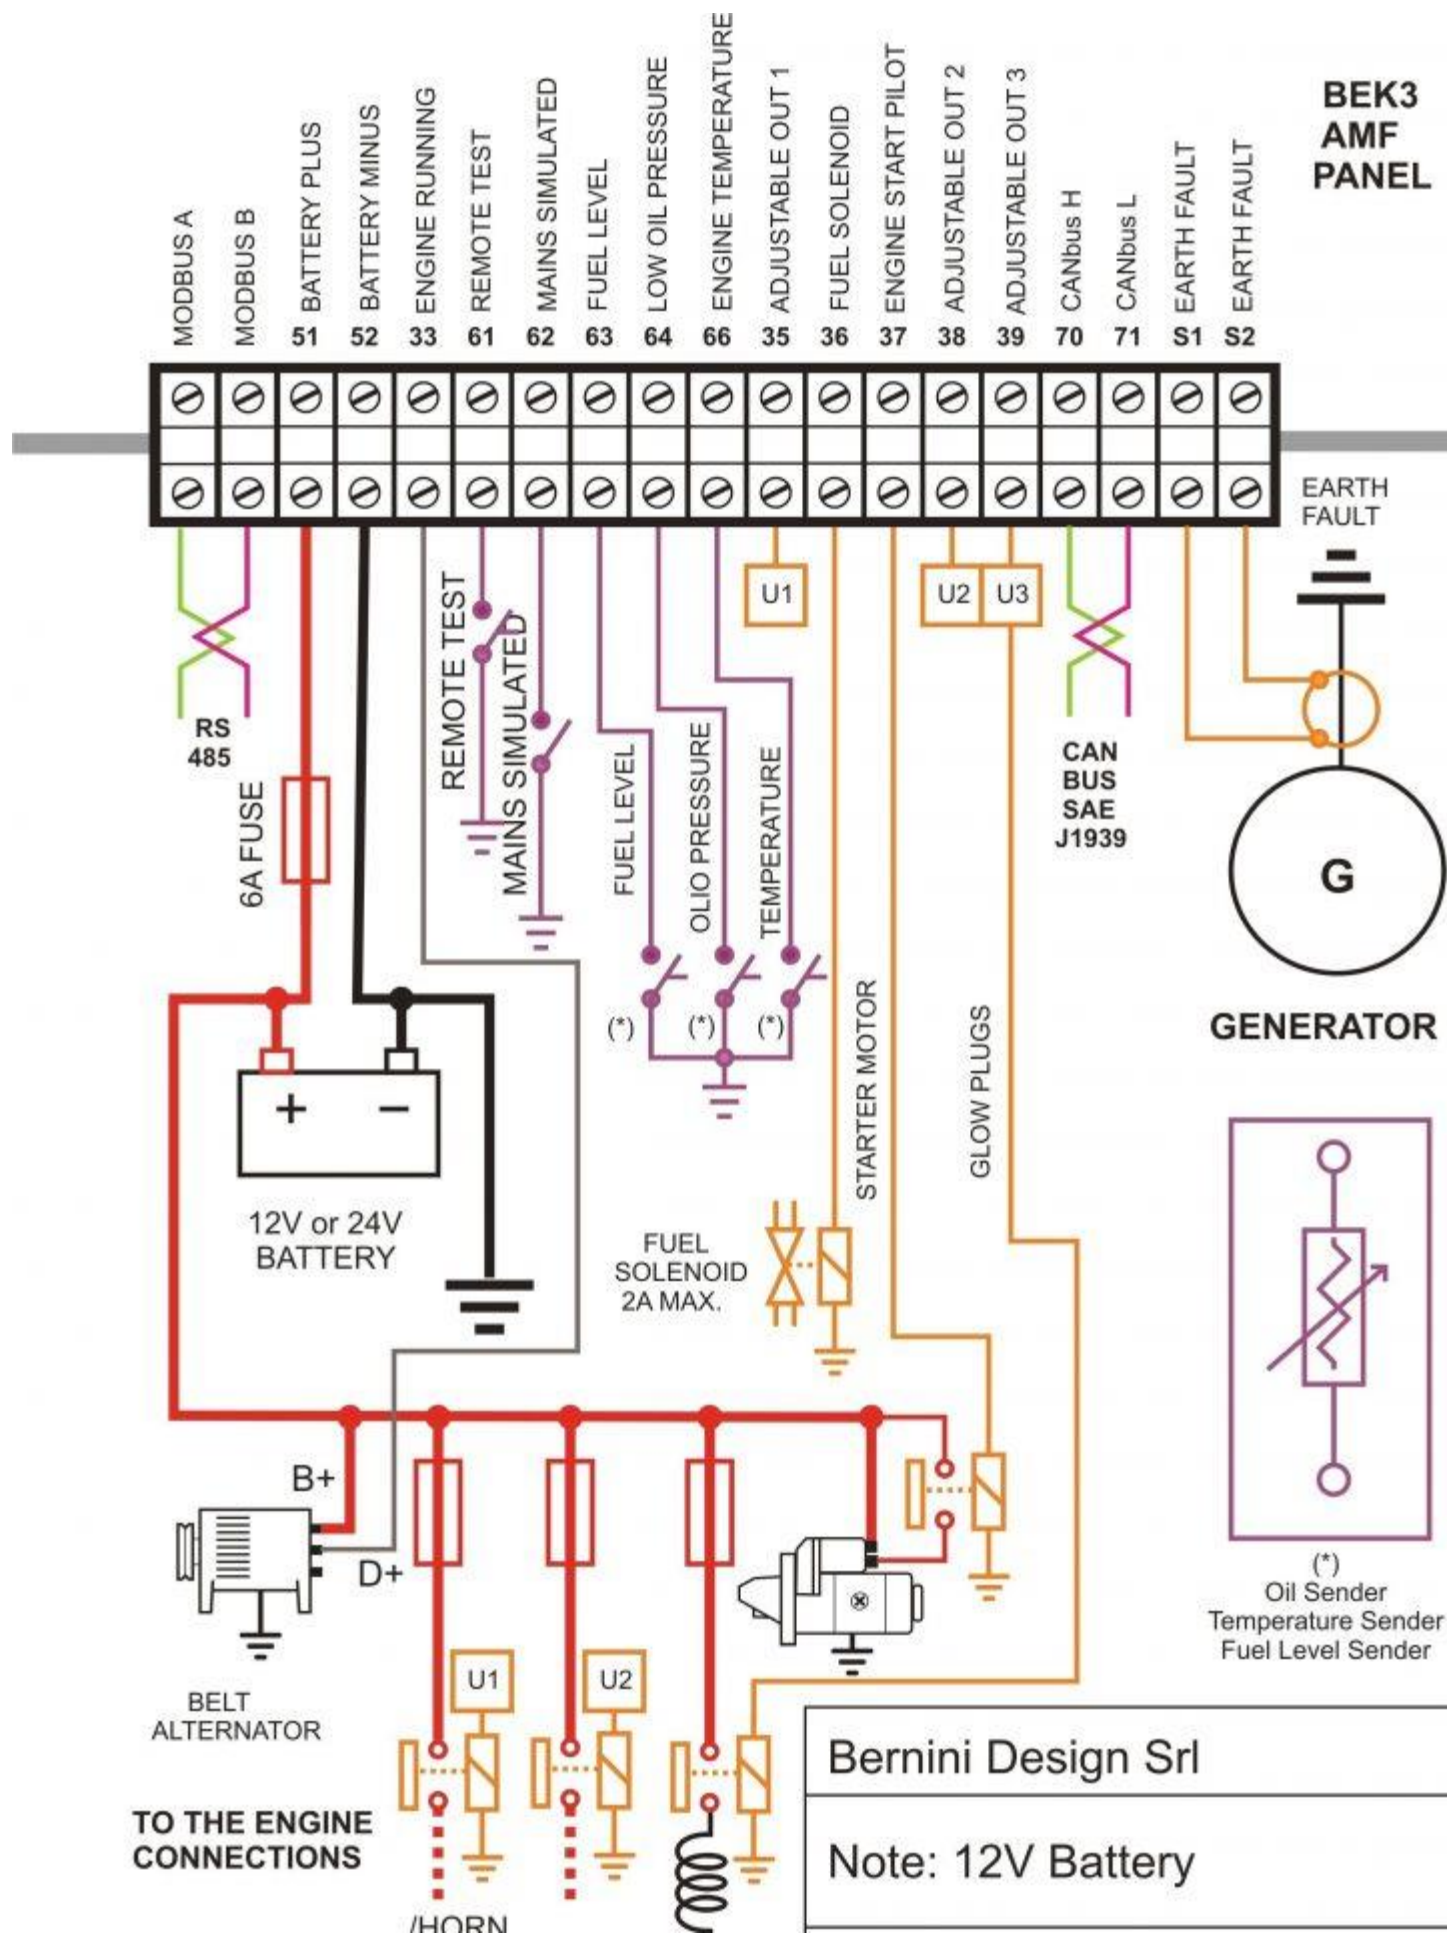 BEK3
AMF
PANEL
MODBUS A
MODBUS B
BATTERY PLUS
BATTERY MINUS
ENGINE RUNNING
REMOTE TEST
MAINS SIMULATED
FUEL LEVEL
LOW OIL PRESSURE
ENGINE TEMPERATURE
ADJUSTABLE OUT 1
FUEL SOLENOID
ENGINE START PILOT
ADJUSTABLE OUT 2
ADJUSTABLE OUT 3
CANbus H
CANbus L
EARTH FAULT
EARTH FAULT
51 52 33 61 62 63 64 66 35 36 37 38 39 70 71 S1 S2
EARTH
FAULT
U1
U2
U3
REMOTE TEST
MAINS SIMULATED
RS
485
6A FUSE
FUEL LEVEL
OLIO PRESSURE
TEMPERATURE
CAN
BUS
SAE
J1939
G
GENERATOR
(*)
(*)
(*)
STARTER MOTOR
GLOW PLUGS
+
−
12V or 24V
BATTERY
FUEL
SOLENOID
2A MAX.
B+
D+
(*)
Oil Sender
Temperature Sender
Fuel Level Sender
U1
U2
BELT
ALTERNATOR
TO THE ENGINE
CONNECTIONS
/HORN
Bernini Design Srl
Note: 12V Battery